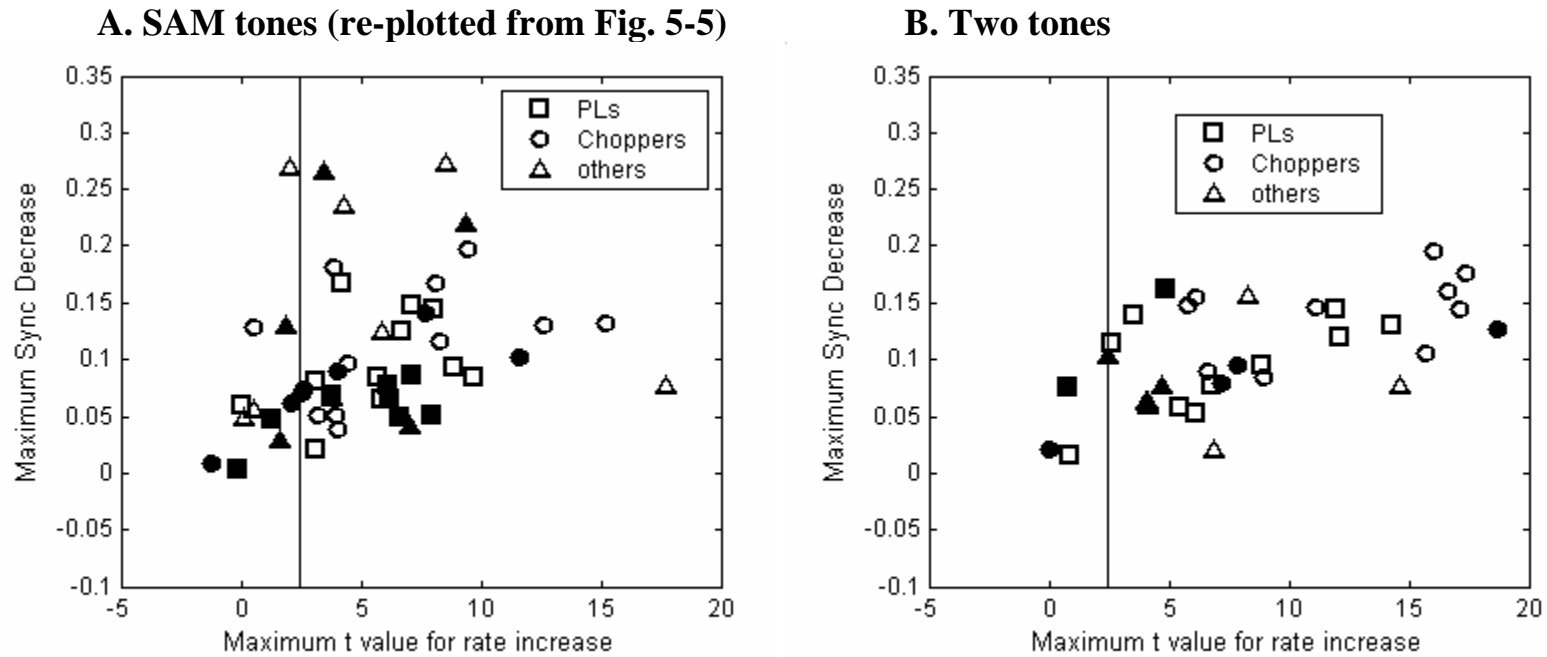 A. SAM tones (re-plotted from Fig. 5-5)
B. Two tones
0.35
0.3
0.25
0.2
0.15
0.1
0.05
0
-0.05
-0.1
Maximum Sync Decrease
PLs
Choppers
others
-5
0
5
10
15
20
Maximum t value for rate increase
0.35
0.3
0.25
0.2
0.15
0.1
0.05
0
-0.05
-0.1
Maximum Sync Decrease
PLs
Choppers
others
-5
0
5
10
15
20
Maximum t value for rate increase